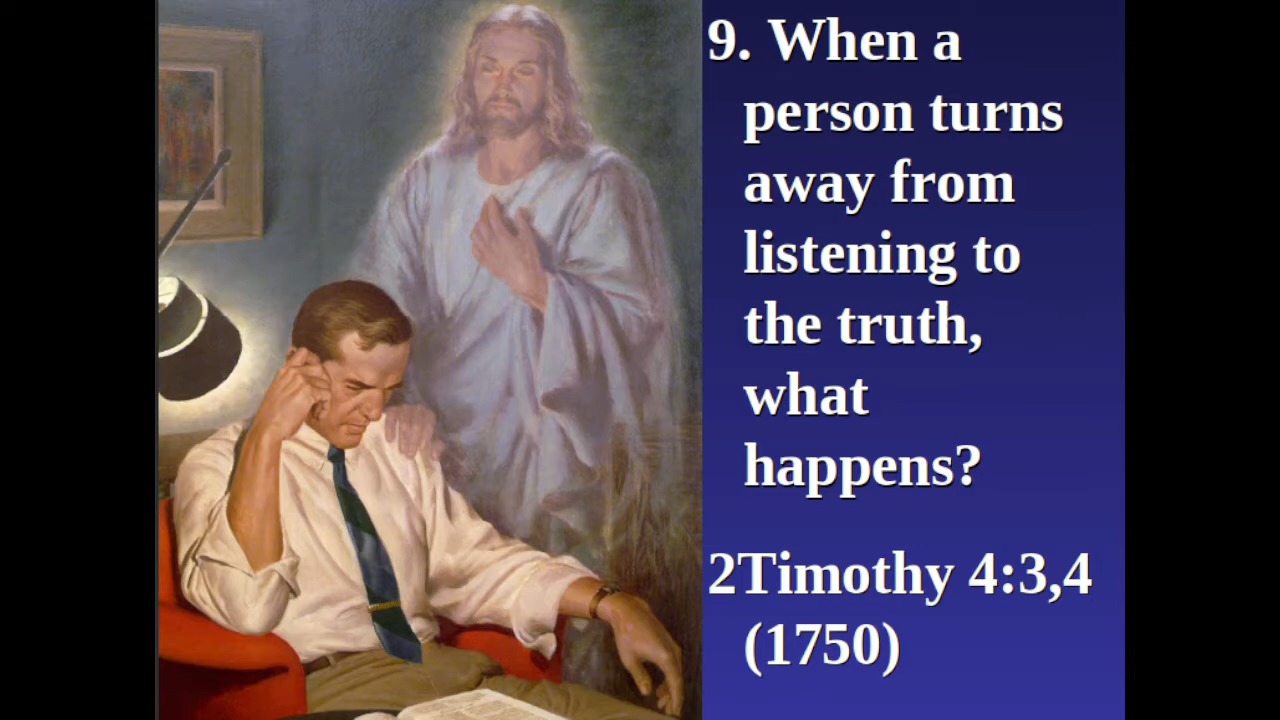 9. When a
person turns
away from
listening to
the truth,
what
happens?
2Timothy 4:3,4
(1750)